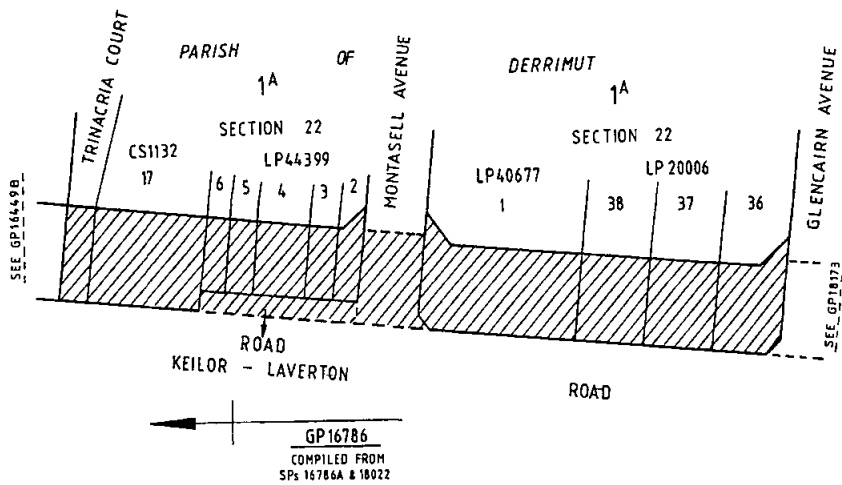 PARISH OF DERRIMUT
TRINACRIA COURT
1A
SECTION 22
CS1132
17
LP44399
6 5 4 3 2
MONTASELL AVENUE
1A
SECTION 22
LP40677
1
LP 20006
38 37 36
GLENCAIRN AVENUE
SEE GP16449B
SEE GP18173
ROAD
KEILOR - LAVERTON
ROAD
GP16786
COMPILED FROM
SPs 16786A & 18022